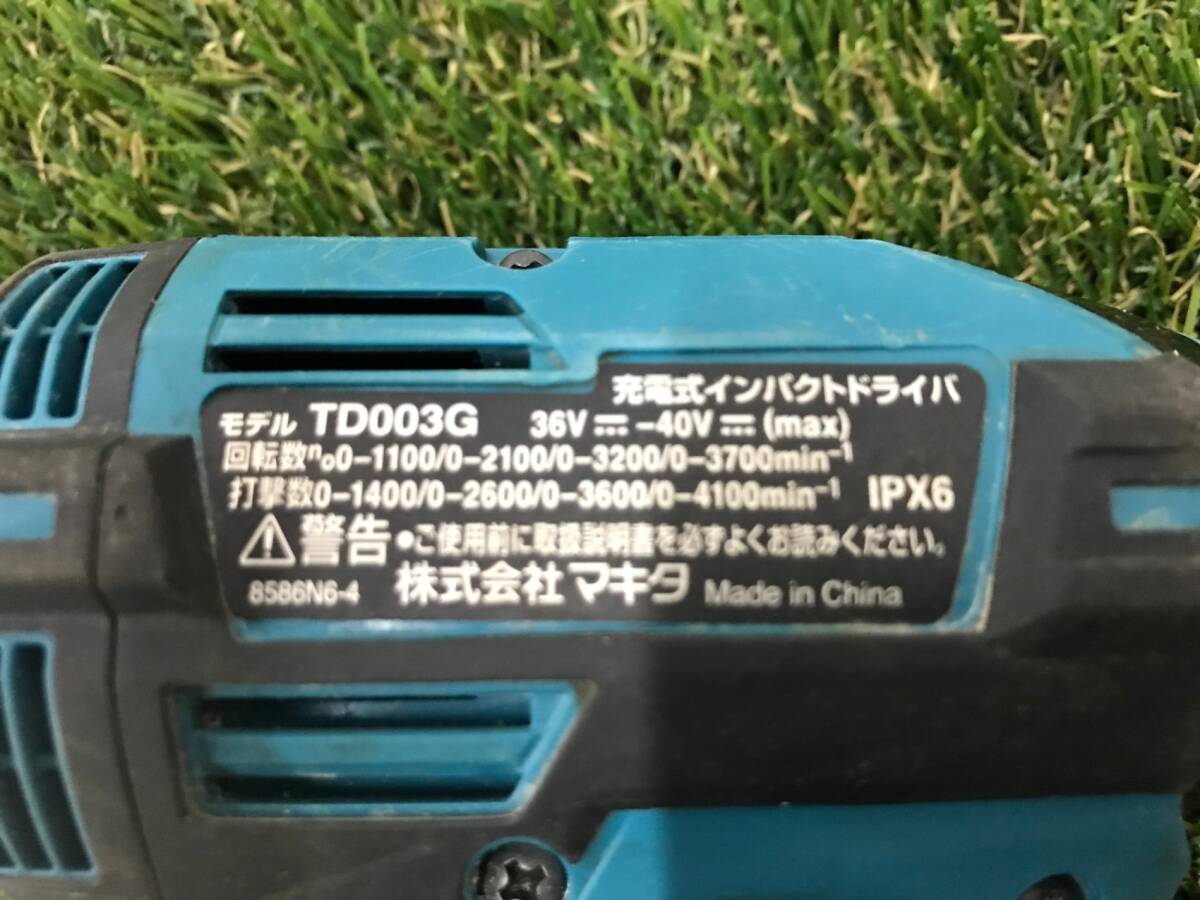 充電式インパクトドライバ
モデル TD003G 36V⎓-40V⎓(max)
回転数n₀0-1100/0-2100/0-3200/0-3700min⁻¹
打撃数0-1400/0-2600/0-3600/0-4100min⁻¹ IPX6
⚠警告 •ご使用前に取扱説明書を必ずよくお読みください。
8586N6-4 株式会社マキタ Made in China